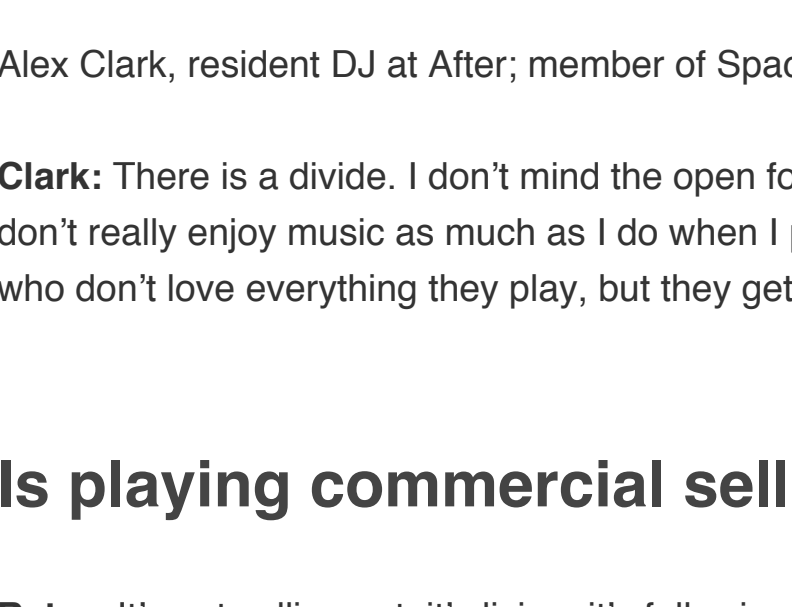 Alex Clark, resident DJ at After; member of Spac
Clark: There is a divide. I don’t mind the open fo
don’t really enjoy music as much as I do when I
who don’t love everything they play, but they get
Is playing commercial sell